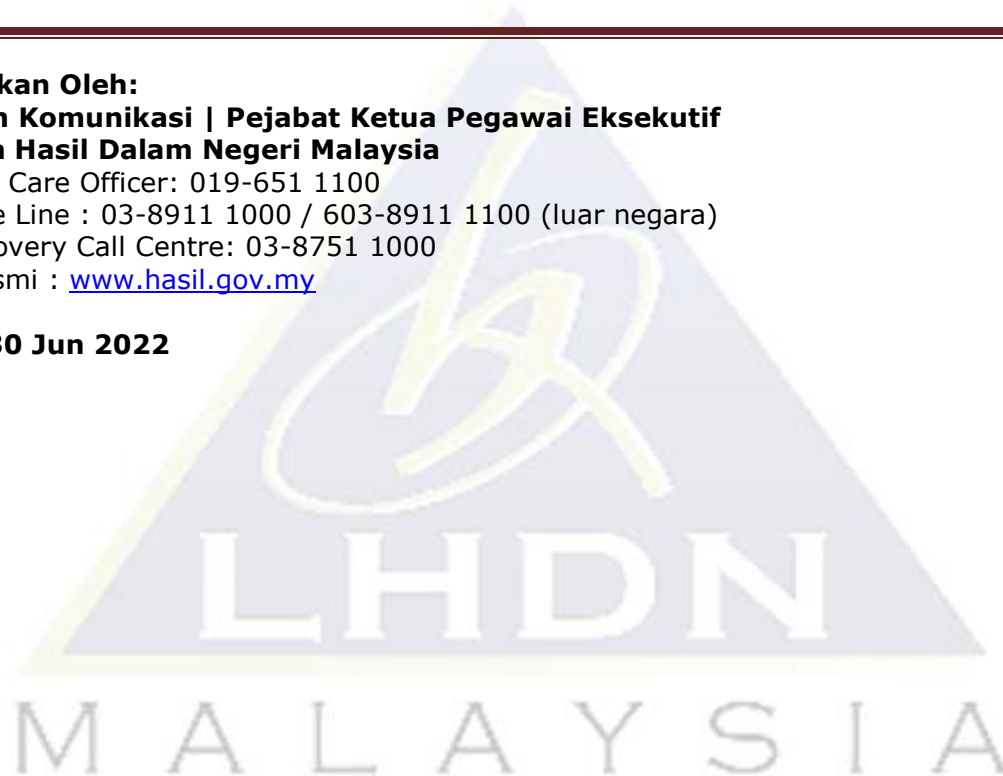 kan Oleh:
n Komunikasi | Pejabat Ketua Pegawai Eksekutif
a Hasil Dalam Negeri Malaysia
Care Officer: 019-651 1100
e Line : 03-8911 1000 / 603-8911 1100 (luar negara)
overy Call Centre: 03-8751 1000
smi : www.hasil.gov.my
30 Jun 2022
LHDN
MALAYSIA